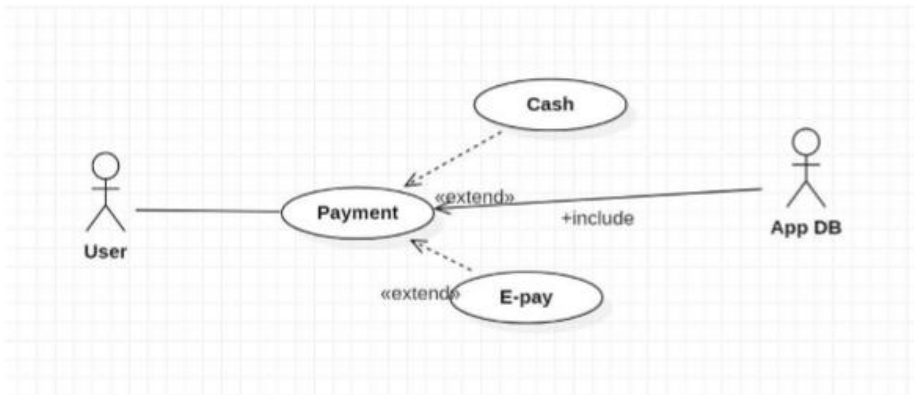 Cash
Payment
«extend»
+include
User
App DB
«extend»
E-pay